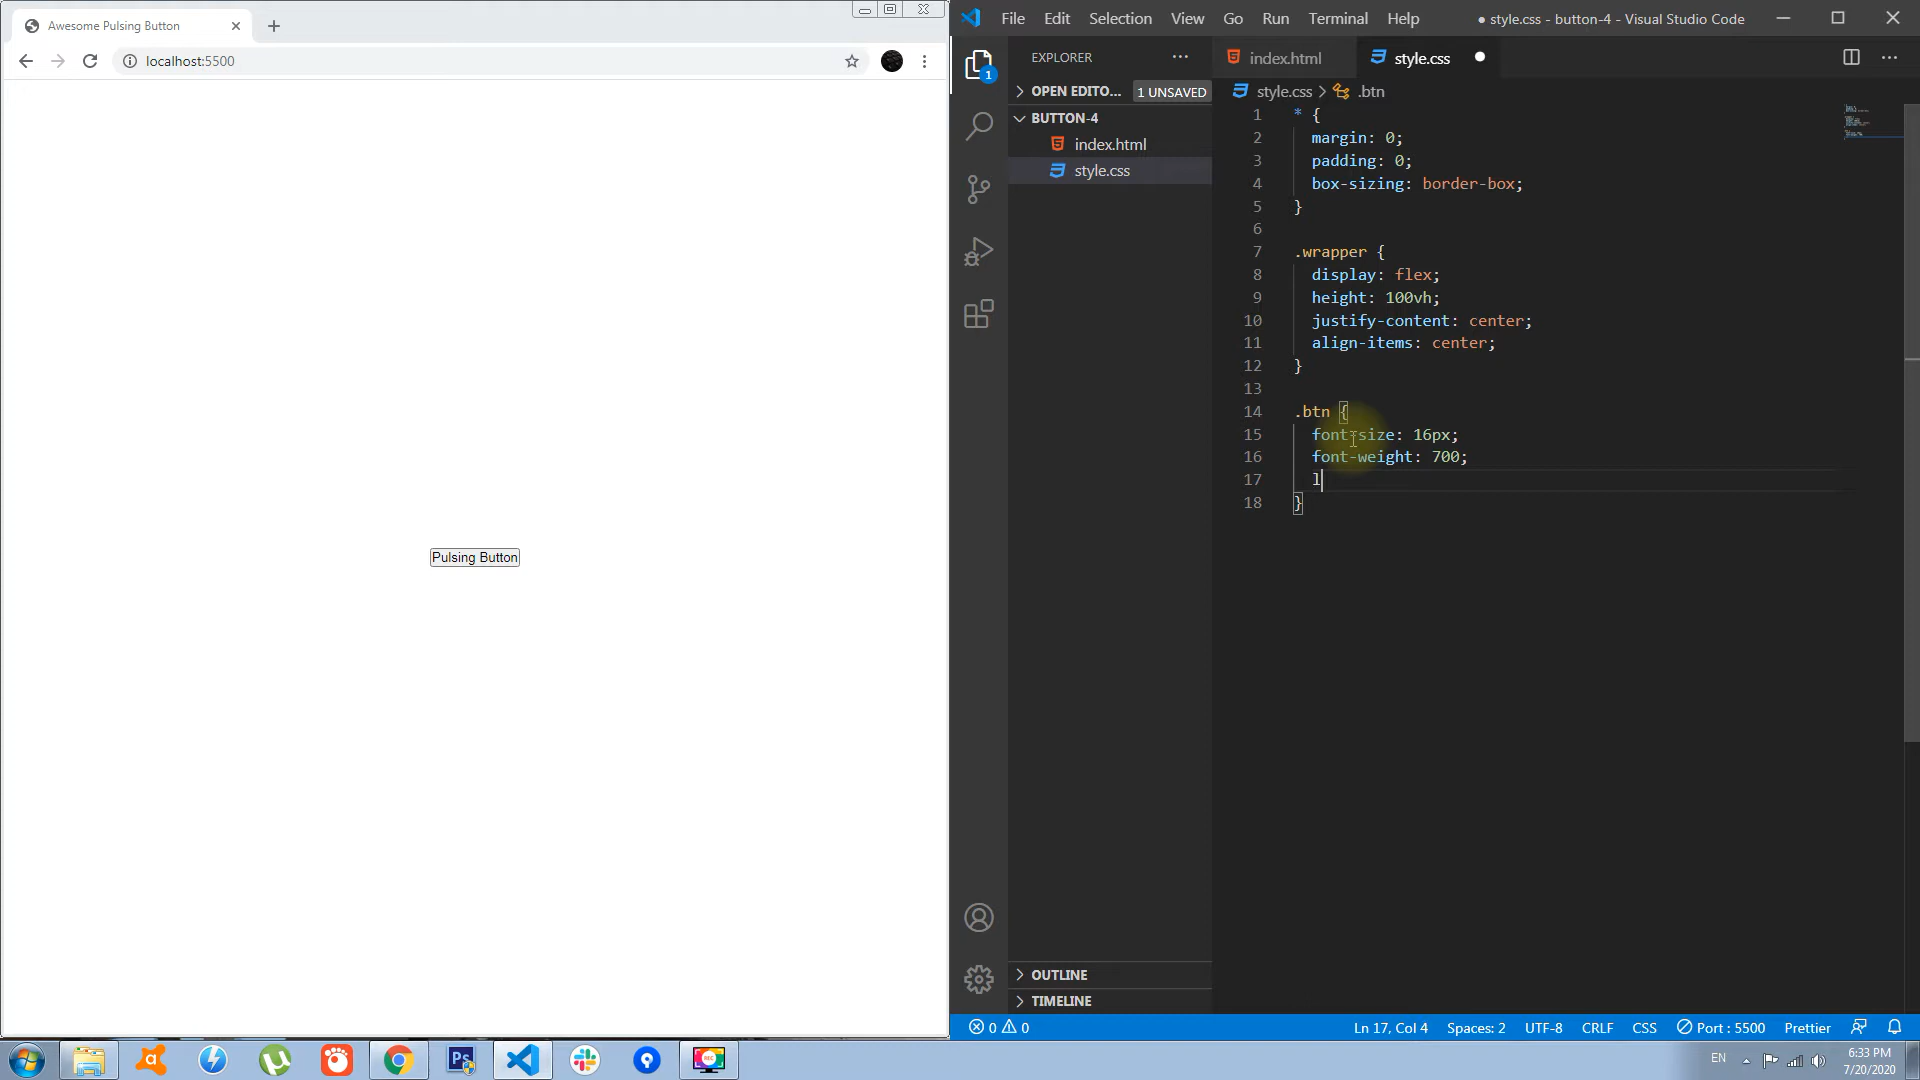 Awesome Pulsing Button
localhost:5500
Pulsing Button
File Edit Selection View Go Run Terminal Help
● style.css - button-4 - Visual Studio Code
EXPLORER
OPEN EDITO... 1 UNSAVED
BUTTON-4
index.html
style.css
OUTLINE
TIMELINE
1
index.html
style.css
style.css > .btn
1 * {
2 margin: 0;
3 padding: 0;
4 box-sizing: border-box;
5 }
6
7 .wrapper {
8 display: flex;
9 height: 100vh;
10 justify-content: center;
11 align-items: center;
12 }
13
14 .btn {
15 font-size: 16px;
16 font-weight: 700;
17 l
18 }
0 0
Ln 17, Col 4 Spaces: 2 UTF-8 CRLF CSS Port : 5500 Prettier
Ps
REC
EN
6:33 PM
7/20/2020